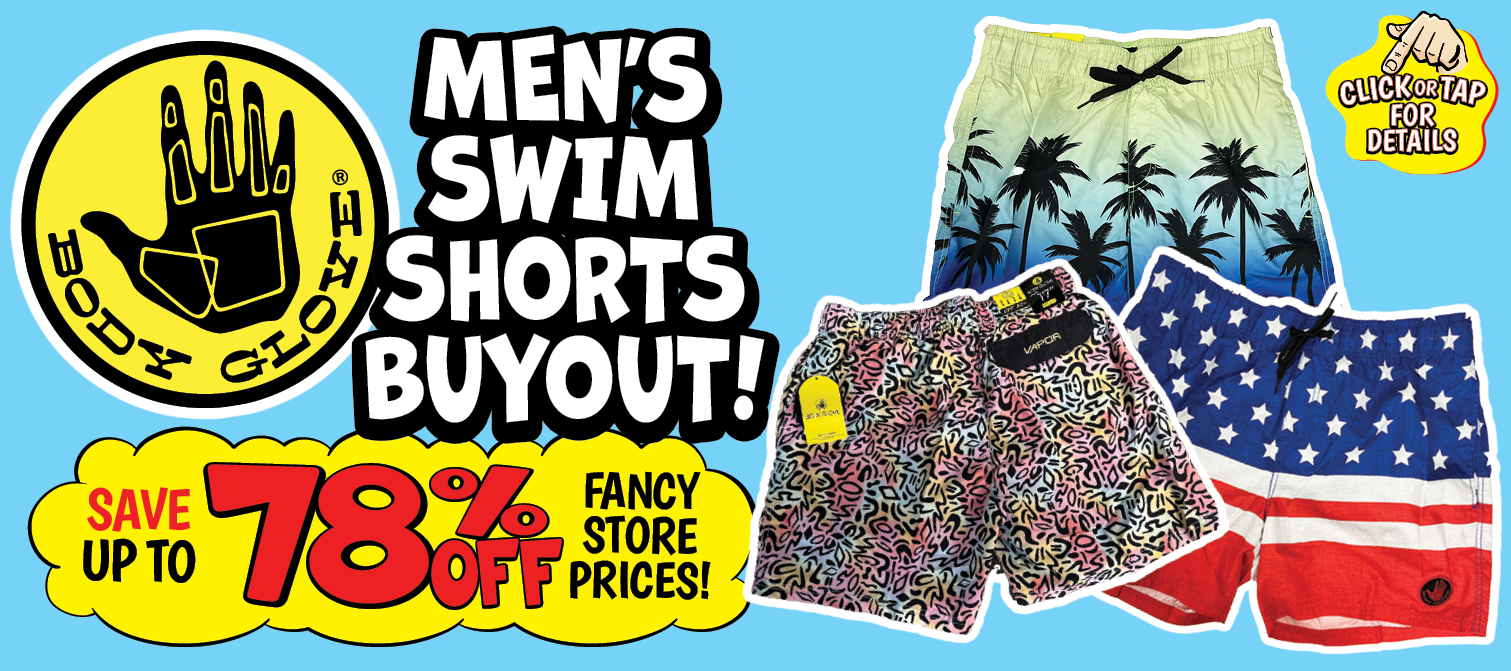 BODY GLOVE®
MEN'S
SWIM
SHORTS
BUYOUT!
SAVE
UP TO
78%
OFF
FANCY
STORE
PRICES!
CLICK OR TAP
FOR
DETAILS
VAPOR
17"